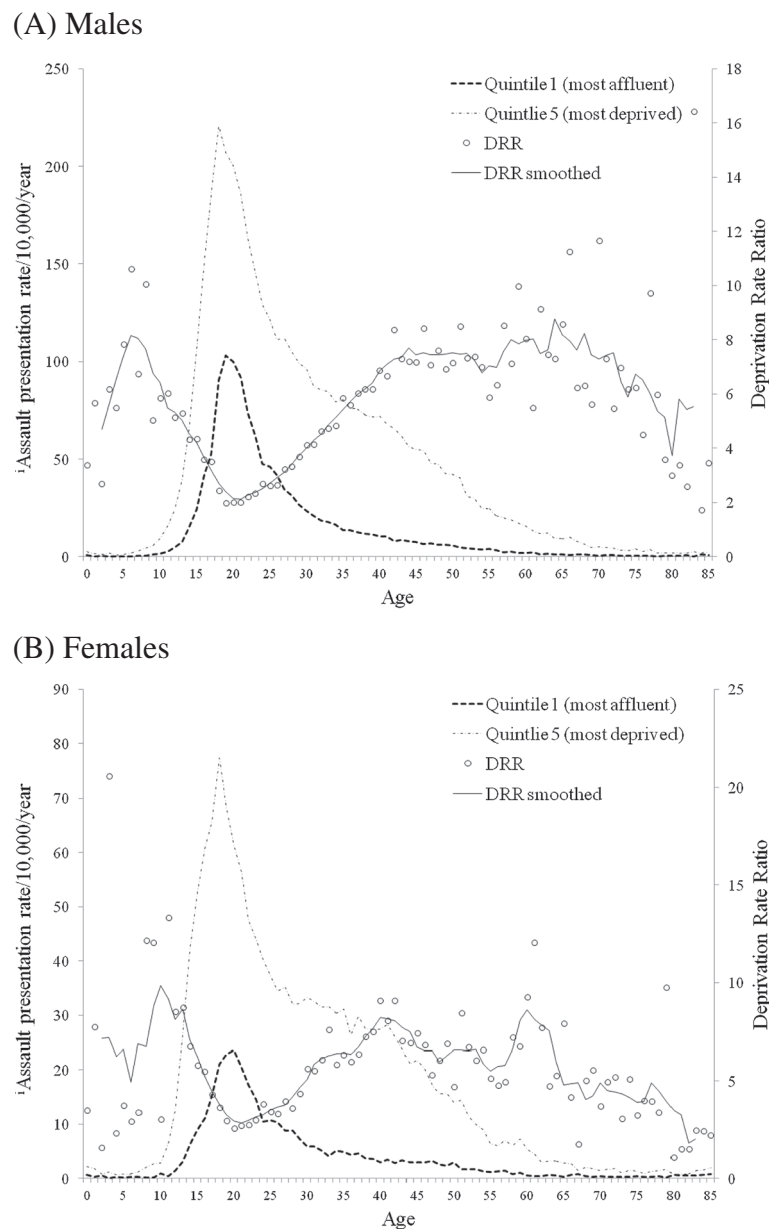 (A) Males
250
200
150
100
50
0
ⁱAssault presentation rate/10,000/year
18
16
14
12
10
8
6
4
2
0
Deprivation Rate Ratio
Quintile 1 (most affluent)
Quintlie 5 (most deprived)
DRR
DRR smoothed
0 5 10 15 20 25 30 35 40 45 50 55 60 65 70 75 80 85
Age
(B) Females
90
80
70
60
50
40
30
20
10
0
ⁱAssault presentation rate/10,000/year
25
20
15
10
5
0
Deprivation Rate Ratio
Quintile 1 (most affluent)
Quintlie 5 (most deprived)
DRR
DRR smoothed
0 5 10 15 20 25 30 35 40 45 50 55 60 65 70 75 80 85
Age